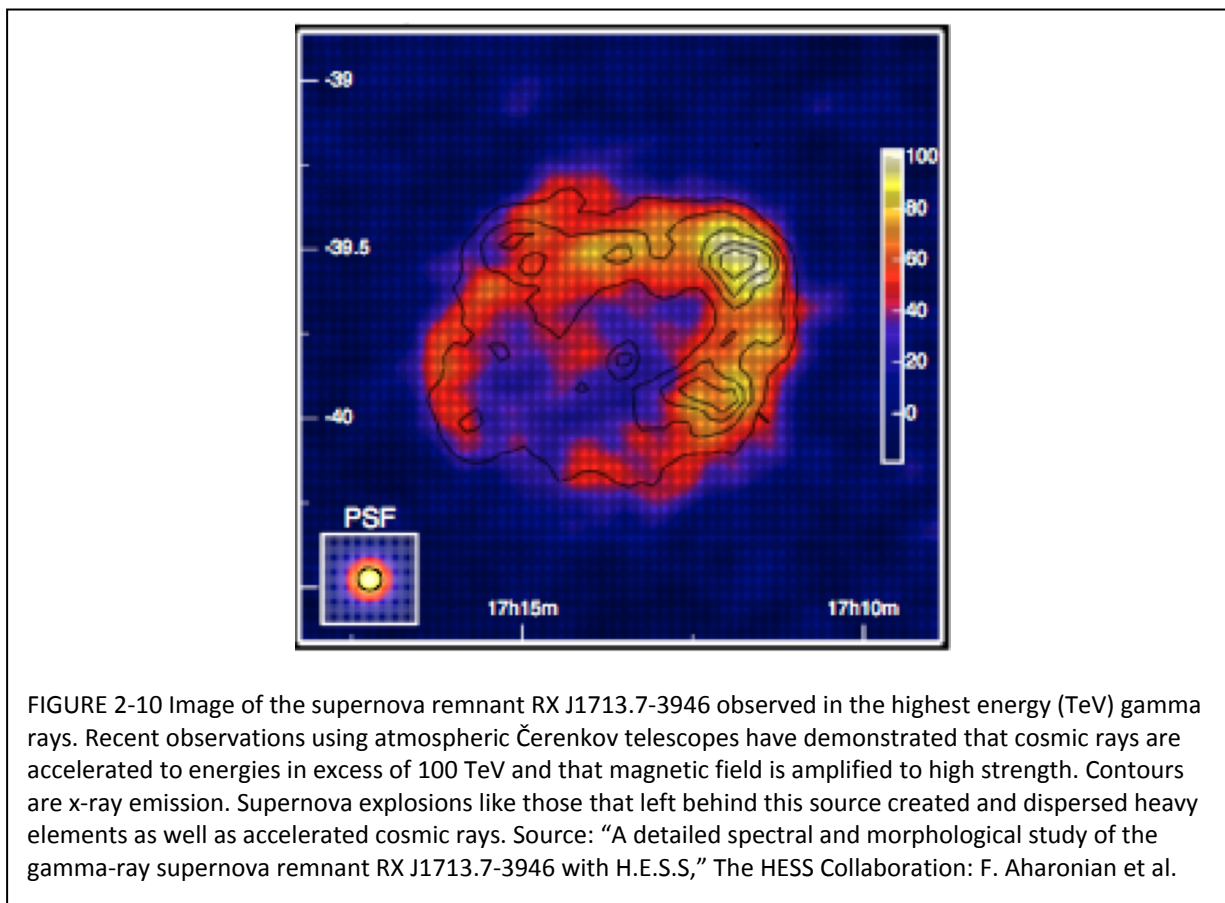 -39
100
80
-39.5
60
40
20
-40
0
PSF
17h15m
17h10m
FIGURE 2-10 Image of the supernova remnant RX J1713.7-3946 observed in the highest energy (TeV) gamma
rays. Recent observations using atmospheric Čerenkov telescopes have demonstrated that cosmic rays are
accelerated to energies in excess of 100 TeV and that magnetic field is amplified to high strength. Contours
are x-ray emission. Supernova explosions like those that left behind this source created and dispersed heavy
elements as well as accelerated cosmic rays. Source: “A detailed spectral and morphological study of the
gamma-ray supernova remnant RX J1713.7-3946 with H.E.S.S,” The HESS Collaboration: F. Aharonian et al.